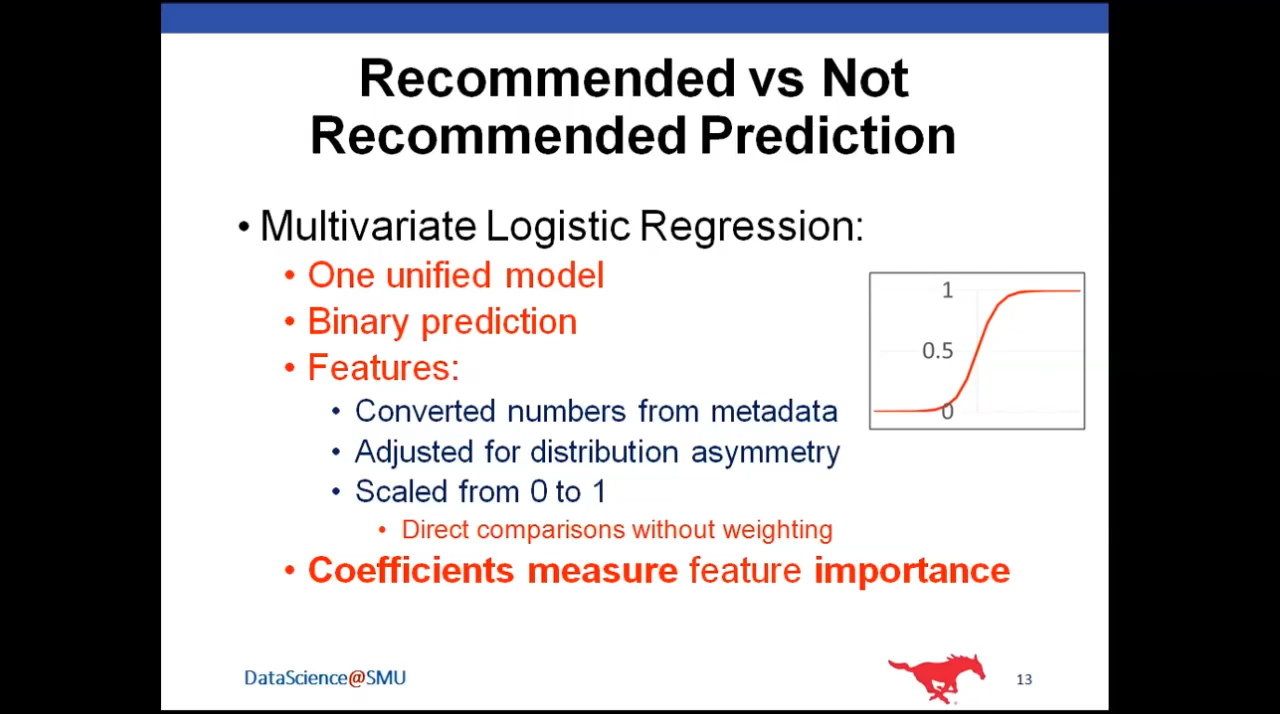 Recommended vs Not
Recommended Prediction
• Multivariate Logistic Regression:
• One unified model
• Binary prediction
• Features:
• Converted numbers from metadata
• Adjusted for distribution asymmetry
• Scaled from 0 to 1
• Direct comparisons without weighting
• Coefficients measure feature importance
1
0.5
0
DataScience@SMU
13